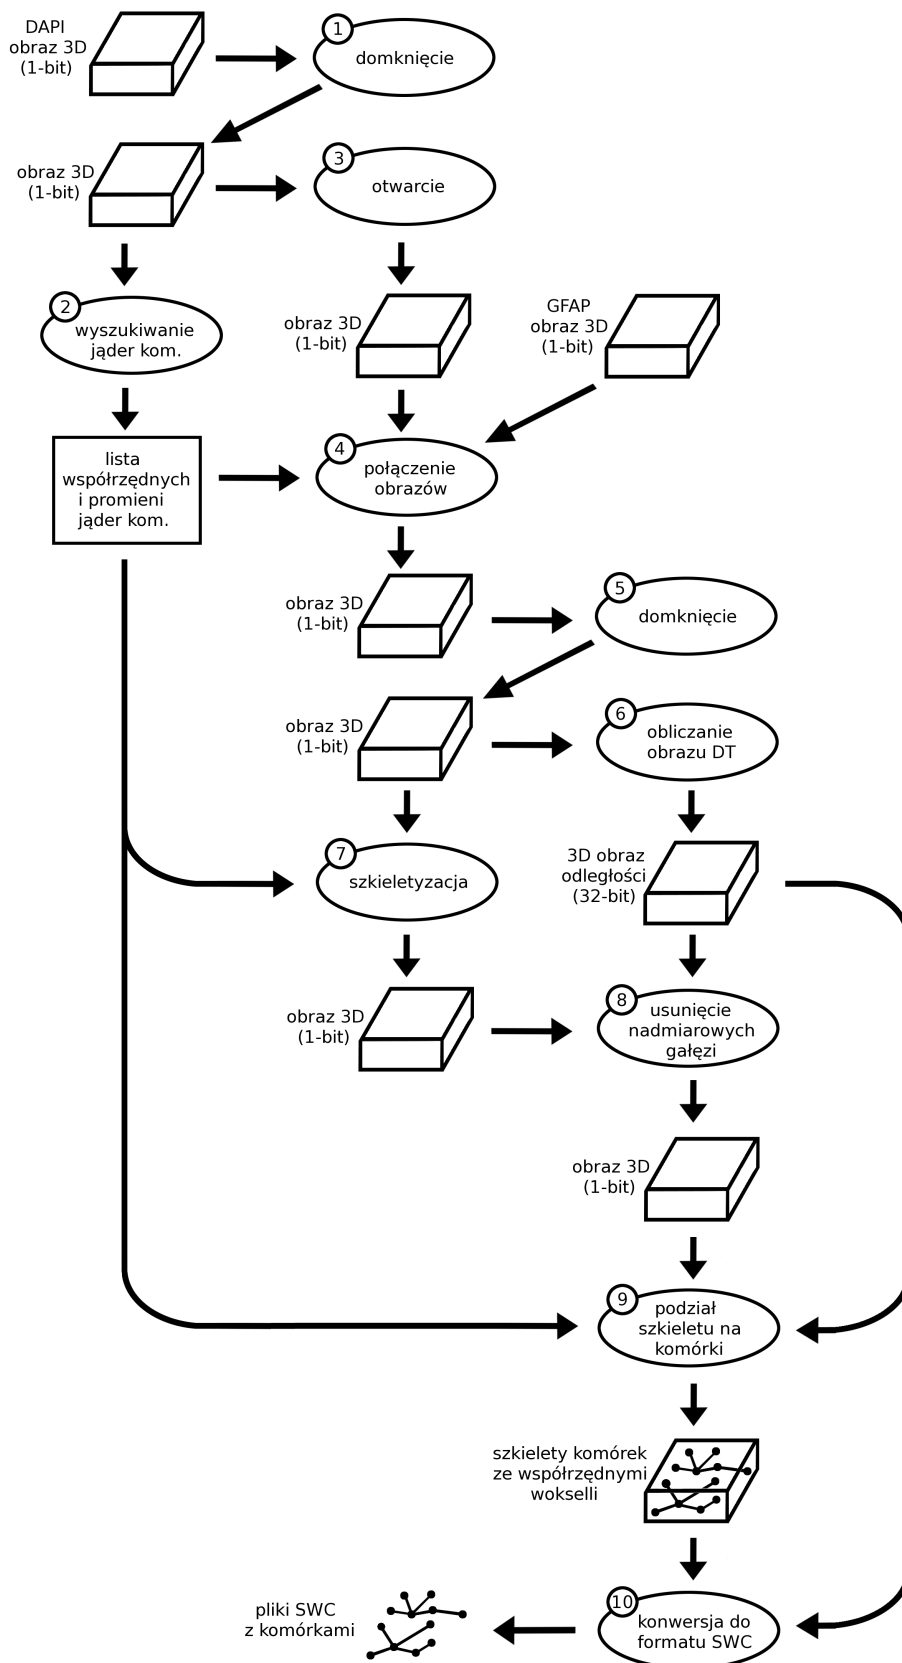 DAPI
obraz 3D
(1-bit)
1
domknięcie
obraz 3D
(1-bit)
3
otwarcie
2
wyszukiwanie
jąder kom.
obraz 3D
(1-bit)
GFAP
obraz 3D
(1-bit)
lista
współrzędnych
i promieni
jąder kom.
4
połączenie
obrazów
obraz 3D
(1-bit)
5
domknięcie
obraz 3D
(1-bit)
6
obliczanie
obrazu DT
7
szkieletyzacja
3D obraz
odległości
(32-bit)
obraz 3D
(1-bit)
8
usunięcie
nadmiarowych
gałęzi
obraz 3D
(1-bit)
9
podział
szkieletu na
komórki
szkielety komórek
ze współrzędnymi
wokselli
10
konwersja do
formatu SWC
pliki SWC
z komórkami